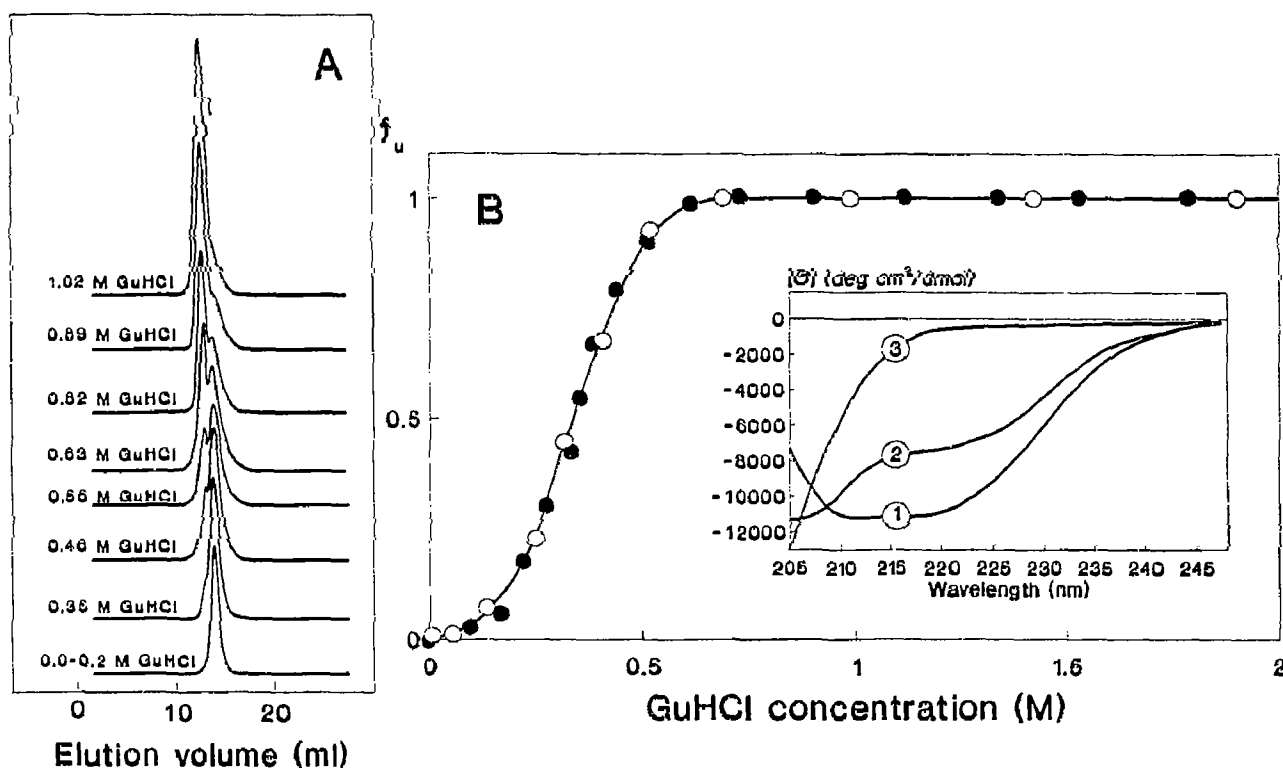 A
1.02 M GuHCl
0.89 M GuHCl
0.82 M GuHCl
0.63 M GuHCl
0.56 M GuHCl
0.46 M GuHCl
0.36 M GuHCl
0.0-0.2 M GuHCl
0 10 20
Elution volume (ml)
f_u
B
1
0.5
0
0 0.5 1 1.5 2
GuHCl concentration (M)
[Θ] (deg cm²/dmol)
0
-2000
-4000
-6000
-8000
-10000
-12000
3
2
1
205 210 215 220 225 230 235 240 245
Wavelength (nm)